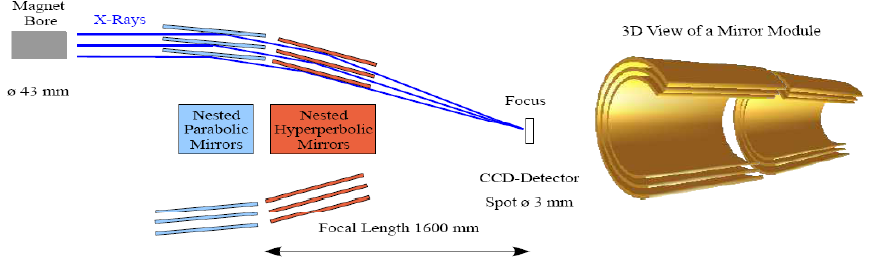 Magnet
Bore
X-Rays
ø 43 mm
Nested
Parabolic
Mirrors
Nested
Hyperperbolic
Mirrors
Focus
CCD-Detector
Spot ø 3 mm
Focal Length 1600 mm
3D View of a Mirror Module